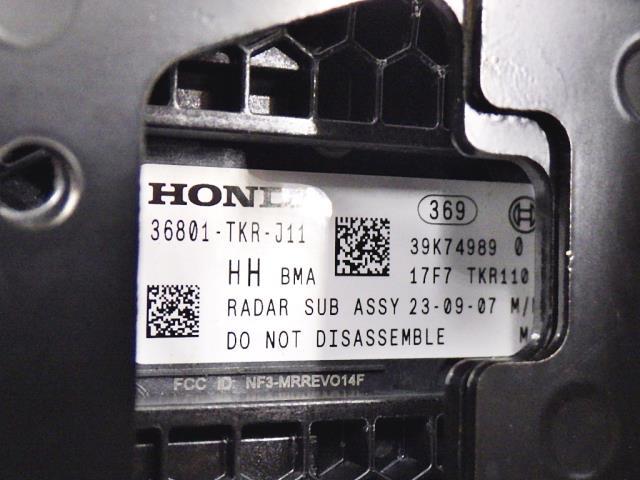 HONDA 369
36801-TKR-J11 39K74989 0
HH BMA 17F7 TKR110
RADAR SUB ASSY 23-09-07
DO NOT DISASSEMBLE
FCC ID: NF3-MRREVO14F